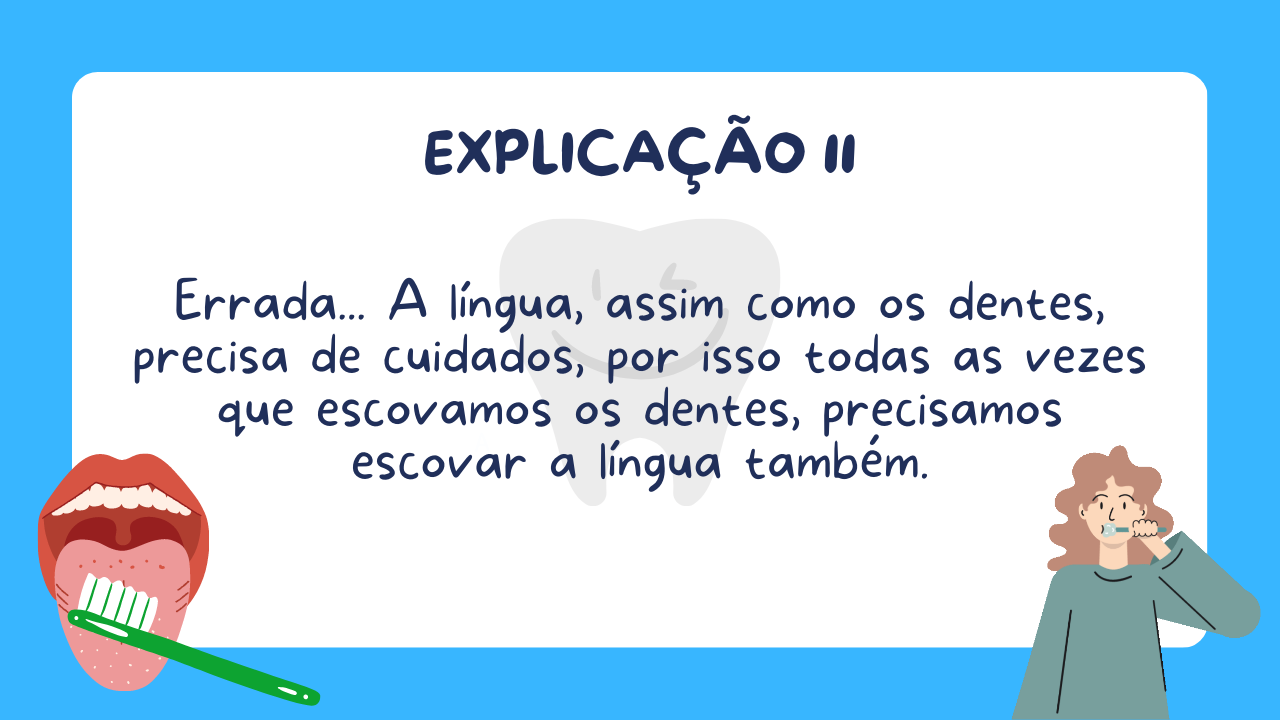 EXPLICAÇÃO II
Errada... A língua, assim como os dentes,
precisa de cuidados, por isso todas as vezes
que escovamos os dentes, precisamos
escovar a língua também.